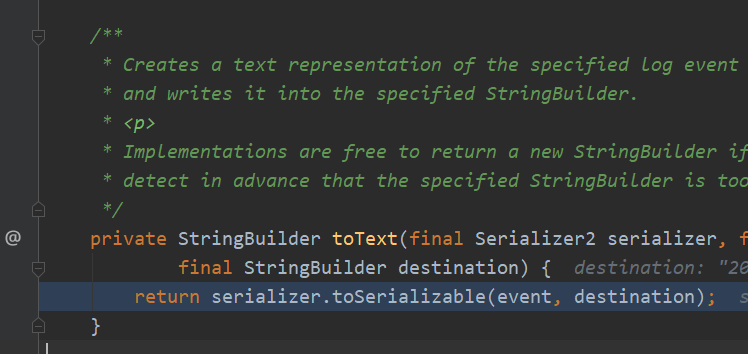 /**
* Creates a text representation of the specified log event
* and writes it into the specified StringBuilder.
* <p>
* Implementations are free to return a new StringBuilder if
* detect in advance that the specified StringBuilder is too
*/
@ private StringBuilder toText(final Serializer2 serializer, f
final StringBuilder destination) { destination: "20
return serializer.toSerializable(event, destination); s
}